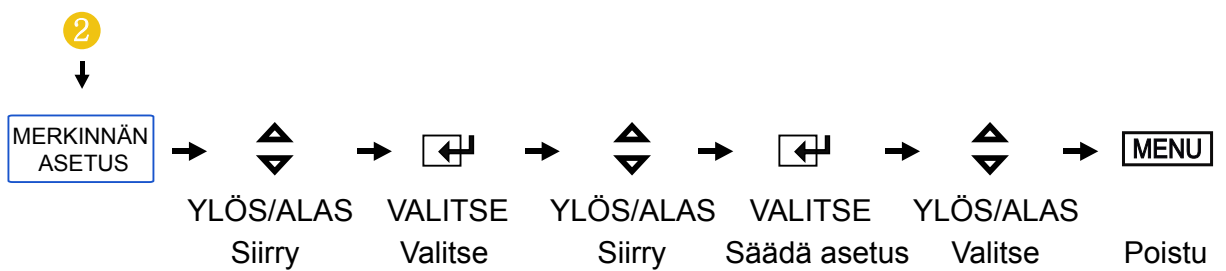 2
MERKINNÄN
ASETUS
MENU
YLÖS/ALAS VALITSE YLÖS/ALAS VALITSE YLÖS/ALAS
Siirry Valitse Siirry Säädä asetus Valitse Poistu